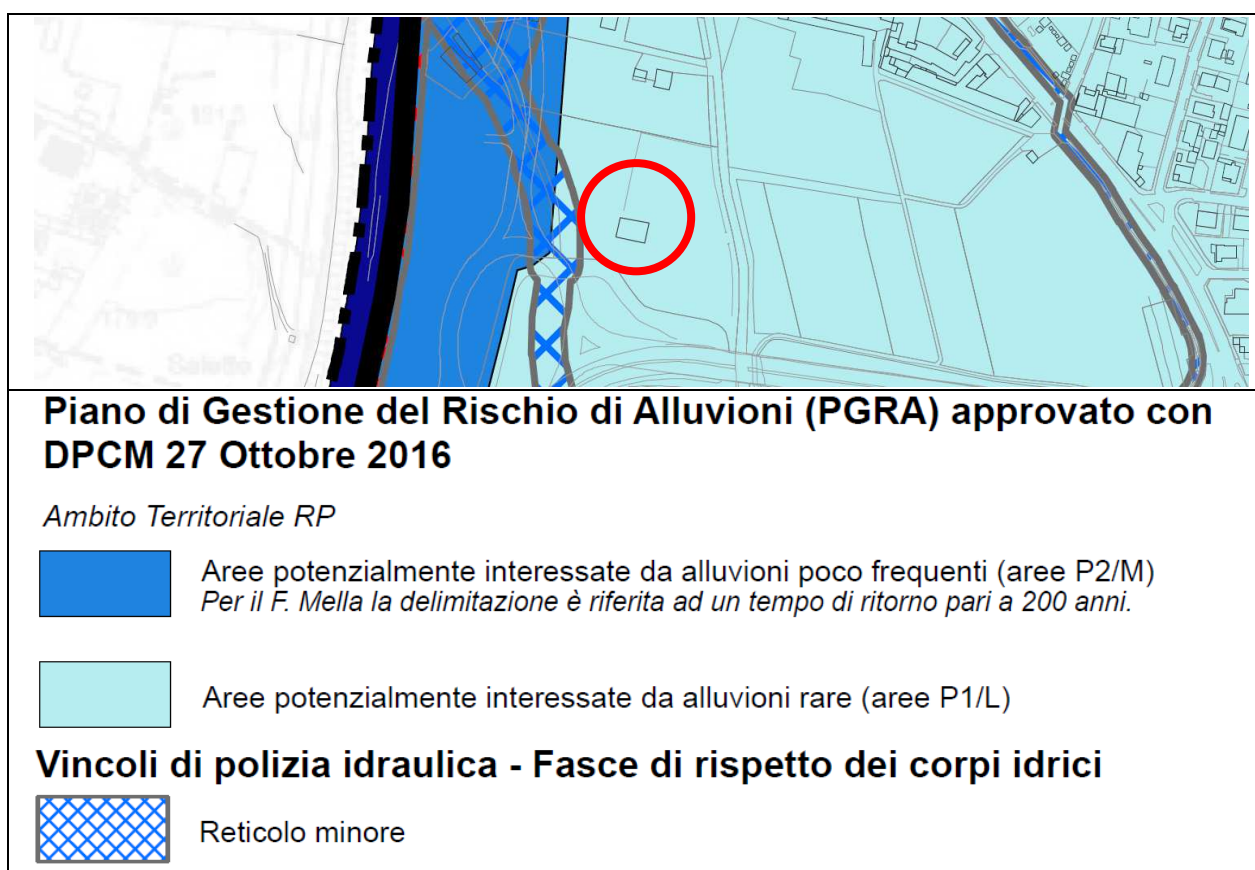 Piano di Gestione del Rischio di Alluvioni (PGRA) approvato con
DPCM 27 Ottobre 2016
Ambito Territoriale RP
Aree potenzialmente interessate da alluvioni poco frequenti (aree P2/M)
Per il F. Mella la delimitazione è riferita ad un tempo di ritorno pari a 200 anni.
Aree potenzialmente interessate da alluvioni rare (aree P1/L)
Vincoli di polizia idraulica - Fasce di rispetto dei corpi idrici
Reticolo minore